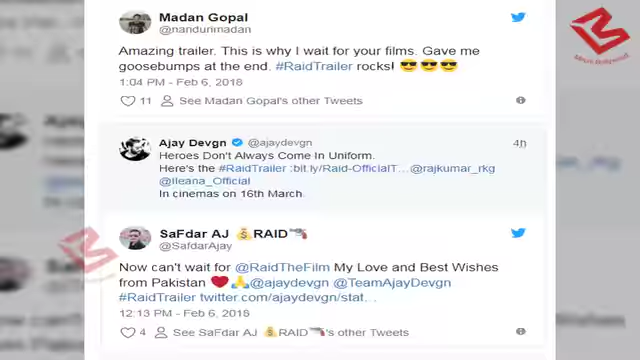 Madan Gopal
@nandurimadan
Amazing trailer. This is why I wait for your films. Gave me
goosebumps at the end. #RaidTrailer rocks! 😎😎😎
1:04 PM - Feb 6, 2018
11 See Madan Gopal's other Tweets
Ajay Devgn @ajaydevgn 4h
Heroes Don't Always Come In Uniform.
Here's the #RaidTrailer :bit.ly/Raid-OfficialT…@rajkumar_rkg
@Ileana_Official
In cinemas on 16th March.
SaFdar AJ 💰RAID🔫
@SafdarAjay
Now can't wait for @RaidTheFilm My Love and Best Wishes
from Pakistan ❤️🙏@ajaydevgn @TeamAjayDevgn
#RaidTrailer twitter.com/ajaydevgn/stat…
12:13 PM - Feb 6, 2018
4 See SaFdar AJ 💰RAID🔫's other Tweets